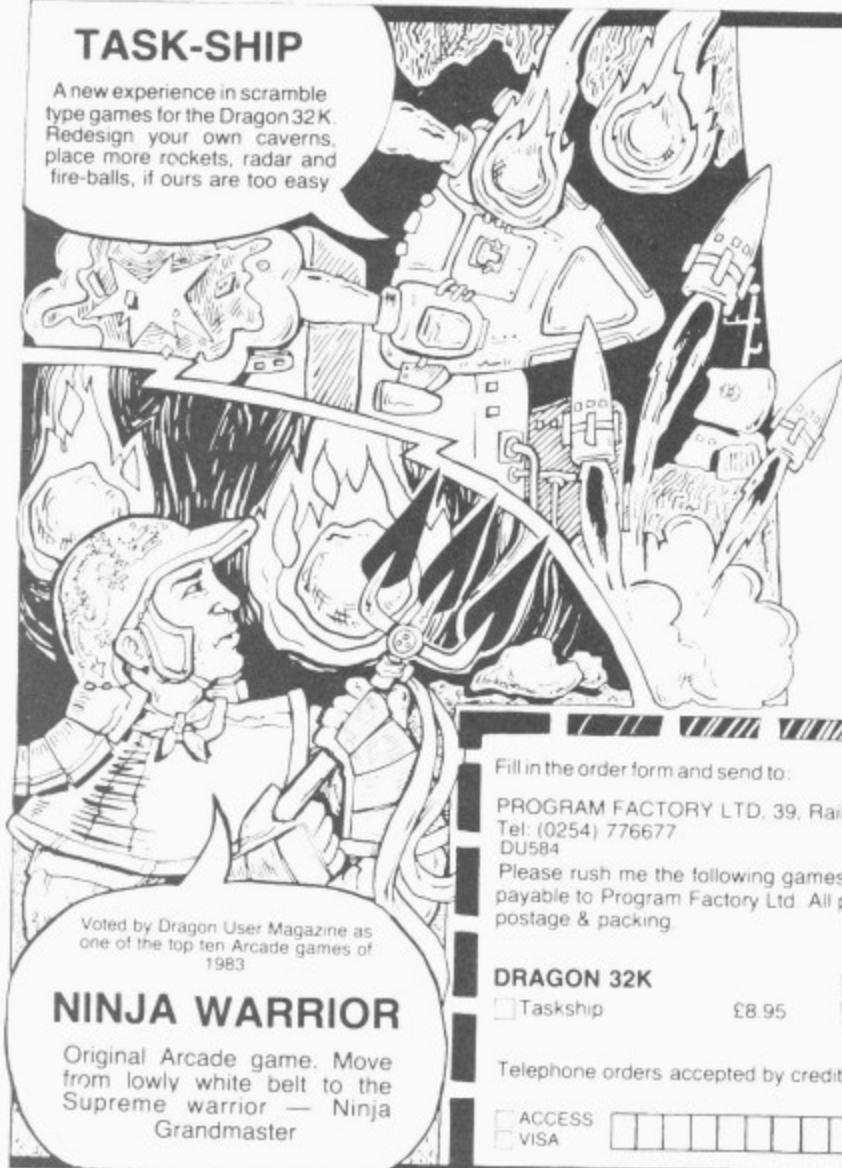 TASK-SHIP
A new experience in scramble
type games for the Dragon 32K.
Redesign your own caverns,
place more rockets, radar and
fire-balls, if ours are too easy
Voted by Dragon User Magazine as
one of the top ten Arcade games of
1983
NINJA WARRIOR
Original Arcade game. Move
from lowly white belt to the
Supreme warrior — Ninja
Grandmaster
Fill in the order form and send to:
PROGRAM FACTORY LTD, 39, Rail
Tel: (0254) 776677
DU584
Please rush me the following games
payable to Program Factory Ltd. All p
postage & packing
DRAGON 32K
Taskship £8.95
Telephone orders accepted by credit
ACCESS
VISA